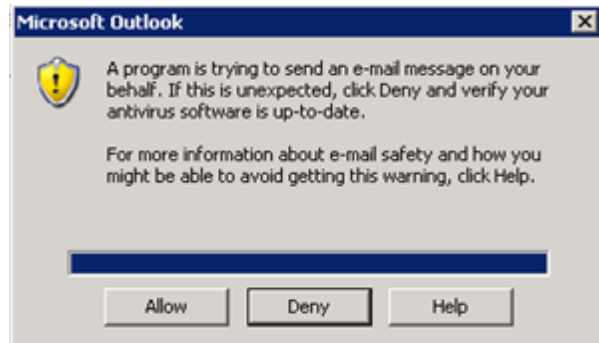 Microsoft Outlook
A program is trying to send an e-mail message on your
behalf. If this is unexpected, click Deny and verify your
antivirus software is up-to-date.
For more information about e-mail safety and how you
might be able to avoid getting this warning, click Help.
Allow Deny Help